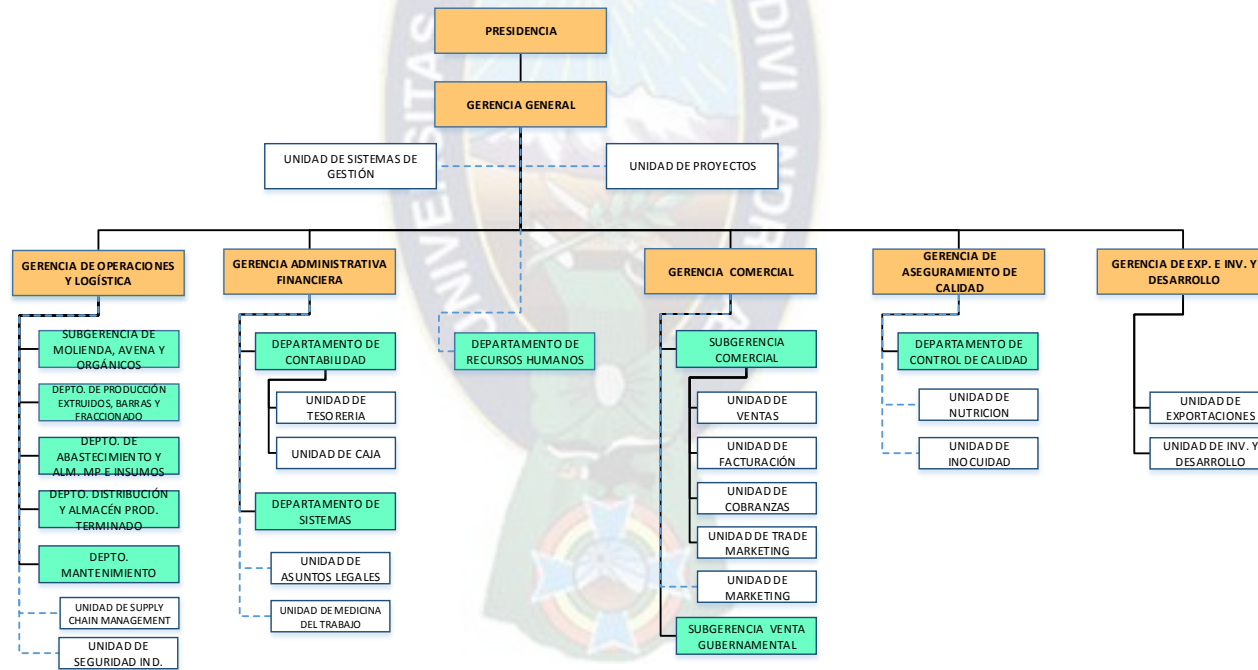 PRESIDENCIA
GERENCIA GENERAL
UNIDAD DE SISTEMAS DE
GESTIÓN
UNIDAD DE PROYECTOS
GERENCIA DE OPERACIONES
Y LOGÍSTICA
SUBGERENCIA DE
MOLIENDA, AVENA Y
ORGÁNICOS
DEPTO. DE PRODUCCIÓN
EXTRUIDOS, BARRAS Y
FRACCIONADO
DEPTO. DE
ABASTECIMIENTO Y
ALM. MP E INSUMOS
DEPTO. DISTRIBUCIÓN
Y ALMACÉN PROD.
TERMINADO
DEPTO.
MANTENIMIENTO
UNIDAD DE SUPPLY
CHAIN MANAGEMENT
UNIDAD DE
SEGURIDAD IND.
GERENCIA ADMINISTRATIVA
FINANCIERA
DEPARTAMENTO DE
CONTABILIDAD
UNIDAD DE
TESORERIA
UNIDAD DE CAJA
DEPARTAMENTO DE
SISTEMAS
UNIDAD DE
ASUNTOS LEGALES
UNIDAD DE MEDICINA
DEL TRABAJO
DEPARTAMENTO DE
RECURSOS HUMANOS
GERENCIA COMERCIAL
SUBGERENCIA
COMERCIAL
UNIDAD DE
VENTAS
UNIDAD DE
FACTURACIÓN
UNIDAD DE
COBRANZAS
UNIDAD DE TRADE
MARKETING
UNIDAD DE
MARKETING
SUBGERENCIA VENTA
GUBERNAMENTAL
GERENCIA DE
ASEGURAMIENTO DE
CALIDAD
DEPARTAMENTO DE
CONTROL DE CALIDAD
UNIDAD DE
NUTRICION
UNIDAD DE
INOCUIDAD
GERENCIA DE EXP. E INV. Y
DESARROLLO
UNIDAD DE
EXPORTACIONES
UNIDAD DE INV. Y
DESARROLLO
UNIVERSITAS
DIVI ANDR